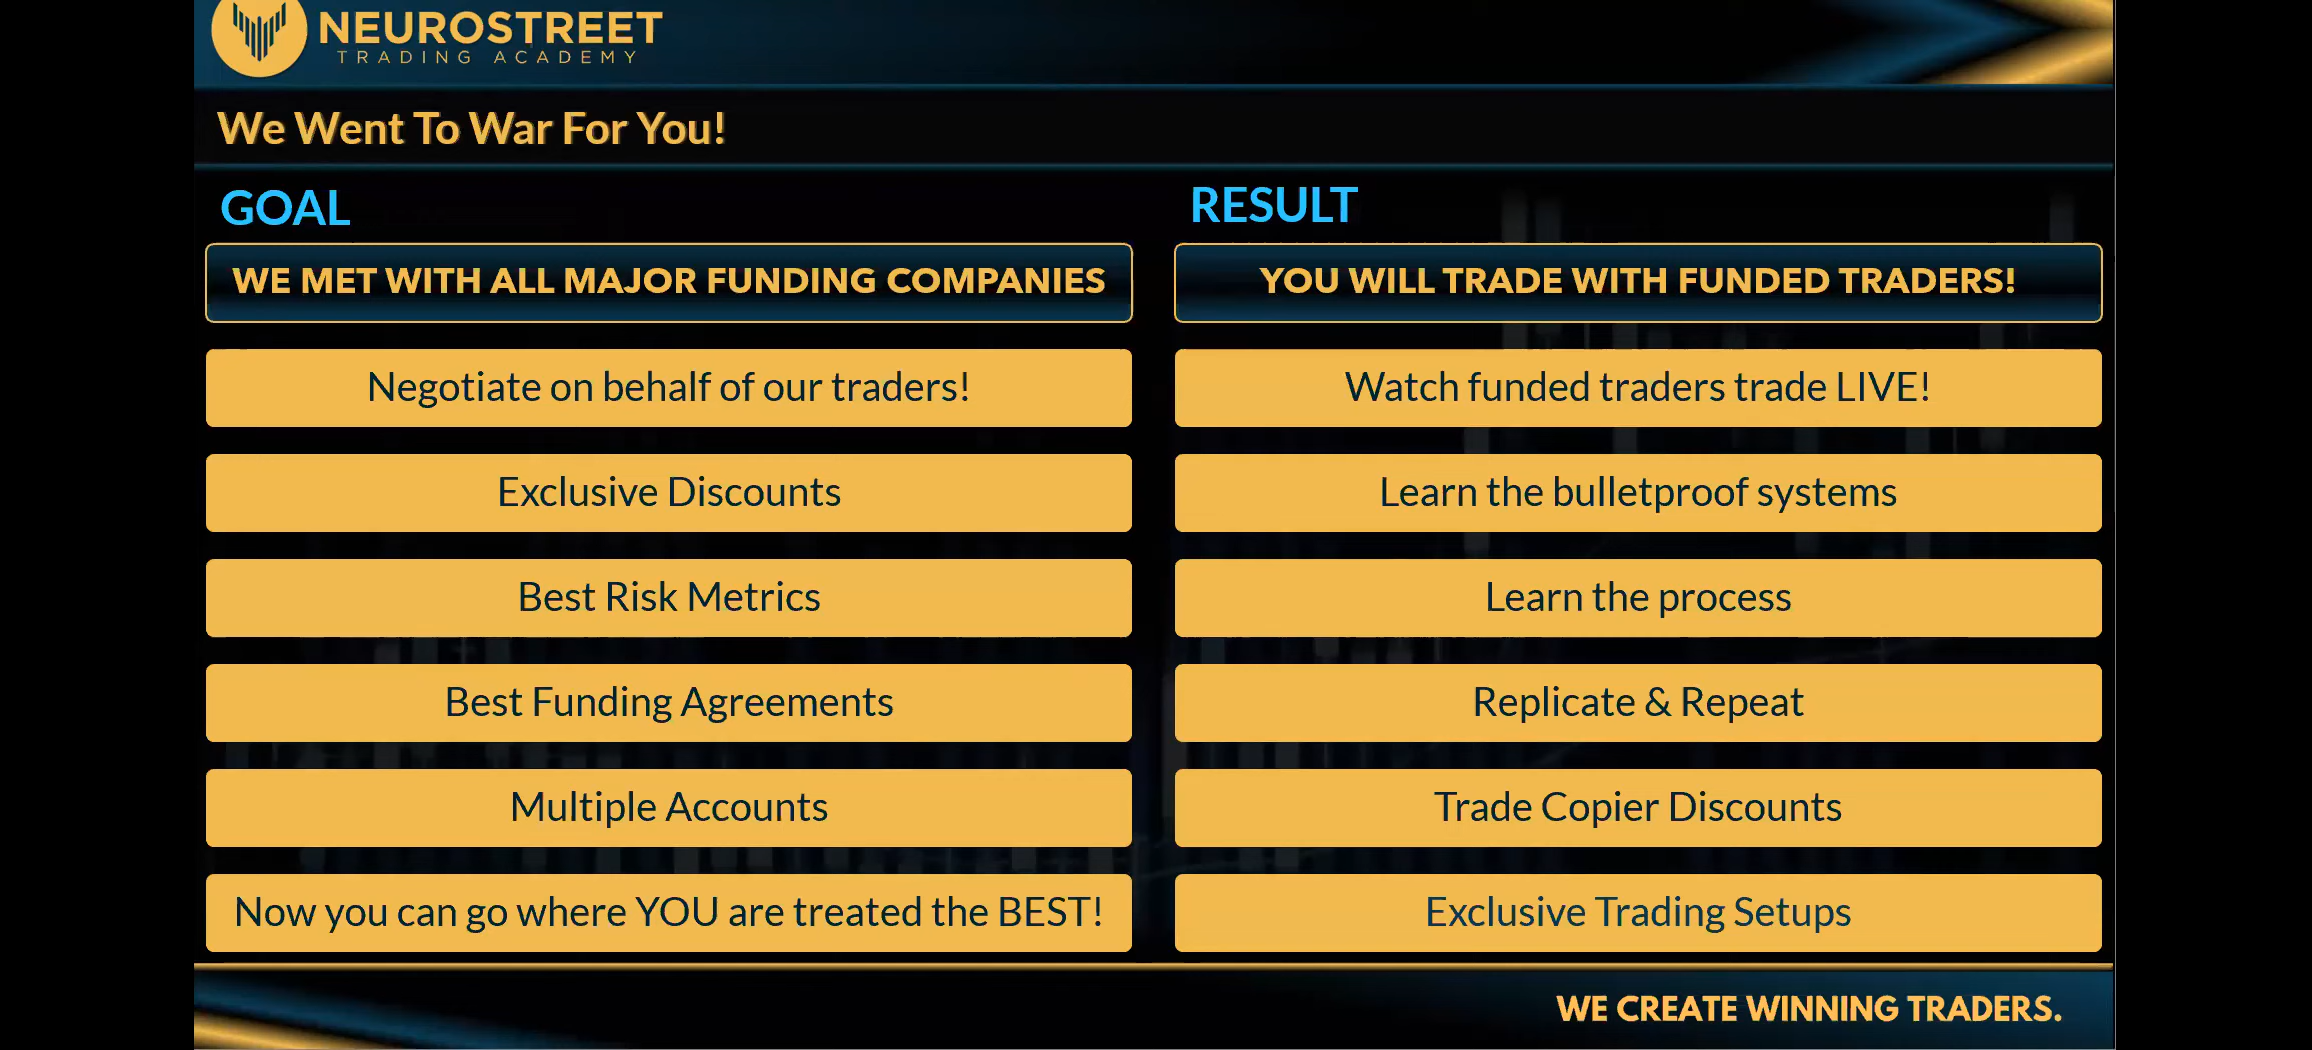 NEUROSTREET
TRADING ACADEMY
We Went To War For You!
GOAL
WE MET WITH ALL MAJOR FUNDING COMPANIES
Negotiate on behalf of our traders!
Exclusive Discounts
Best Risk Metrics
Best Funding Agreements
Multiple Accounts
Now you can go where YOU are treated the BEST!
RESULT
YOU WILL TRADE WITH FUNDED TRADERS!
Watch funded traders trade LIVE!
Learn the bulletproof systems
Learn the process
Replicate & Repeat
Trade Copier Discounts
Exclusive Trading Setups
WE CREATE WINNING TRADERS.